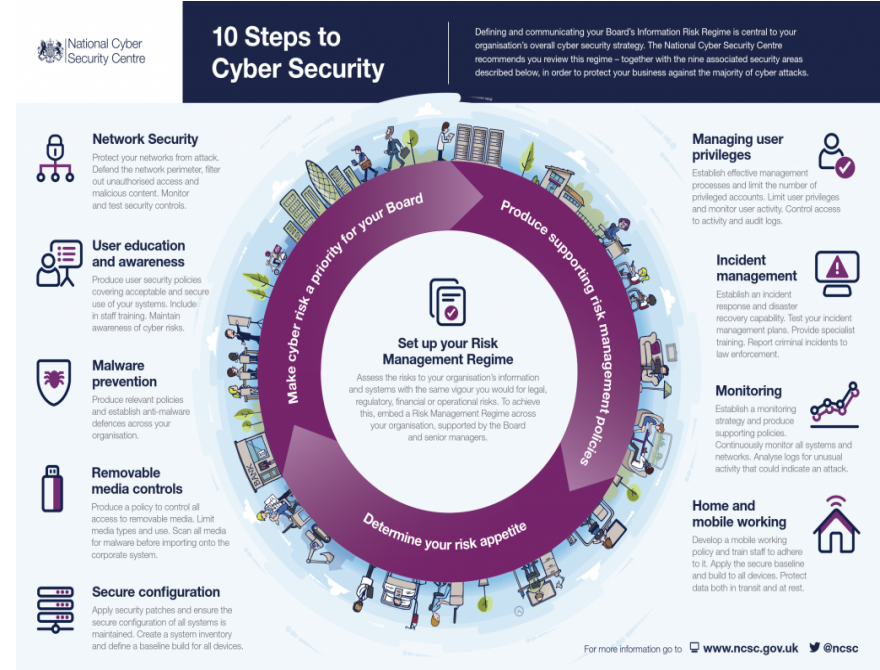 National Cyber
Security Centre
10 Steps to
Cyber Security
Defining and communicating your Board's Information Risk Regime is central to your
organisation's overall cyber security strategy. The National Cyber Security Centre
recommends you review this regime – together with the nine associated security areas
described below, in order to protect your business against the majority of cyber attacks.
Network Security
Protect your networks from attack.
Defend the network perimeter, filter
out unauthorised access and
malicious content. Monitor
and test security controls.
User education
and awareness
Produce user security policies
covering acceptable and secure
use of your systems. Include
in staff training. Maintain
awareness of cyber risks.
Malware
prevention
Produce relevant policies
and establish anti-malware
defences across your
organisation.
Removable
media controls
Produce a policy to control all
access to removable media. Limit
media types and use. Scan all media
for malware before importing onto the
corporate system.
Secure configuration
Apply security patches and ensure the
secure configuration of all systems is
maintained. Create a system inventory
and define a baseline build for all devices.
Make cyber risk a priority for your Board
Produce supporting risk management policies
Determine your risk appetite
BANK
Set up your Risk
Management Regime
Assess the risks to your organisation's information
and systems with the same vigour you would for legal,
regulatory, financial or operational risks. To achieve
this, embed a Risk Management Regime across
your organisation, supported by the Board
and senior managers.
Managing user
privileges
Establish effective management
processes and limit the number of
privileged accounts. Limit user privileges
and monitor user activity. Control access
to activity and audit logs.
Incident
management
Establish an incident
response and disaster
recovery capability. Test your incident
management plans. Provide specialist
training. Report criminal incidents to
law enforcement.
Monitoring
Establish a monitoring
strategy and produce
supporting policies.
Continuously monitor all systems and
networks. Analyse logs for unusual
activity that could indicate an attack.
Home and
mobile working
Develop a mobile working
policy and train staff to adhere
to it. Apply the secure baseline
and build to all devices. Protect
data both in transit and at rest.
For more information go to www.ncsc.gov.uk @ncsc